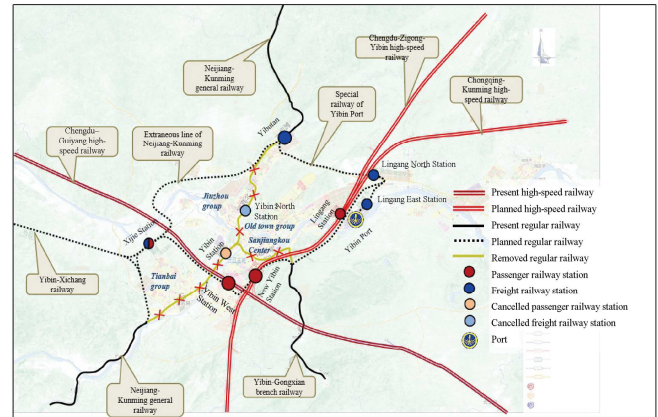 Neijiang-
Kunming
general railway
Chengdu-Zigong-
Yibin high-speed
railway
Chongqing-
Kunming high-
speed railway
Special
railway of
Yibin Port
Chengdu–
Guiyang high-
speed railway
Extraneous line of
Neijiang-Kunming
railway
Yibutan
Lingang North Station
Lingang East Station
Jiuzhou
group
Yibin North
Station
Old town group
Lingang
Station
Yibin Port
Xijie Station
Yibin
Station
Sanjiangkou
Center
Tianbai
group
Yibin West
Station
New Yibin
Station
Yibin-Xichang
railway
Neijiang-
Kunming general
railway
Yibin-Gongxian
brench railway
Present high-speed railway
Planned high-speed railway
Present regular railway
Planned regular railway
Removed regular railway
Passenger railway station
Freight railway station
Cancelled passenger railway station
Cancelled freight railway station
Port